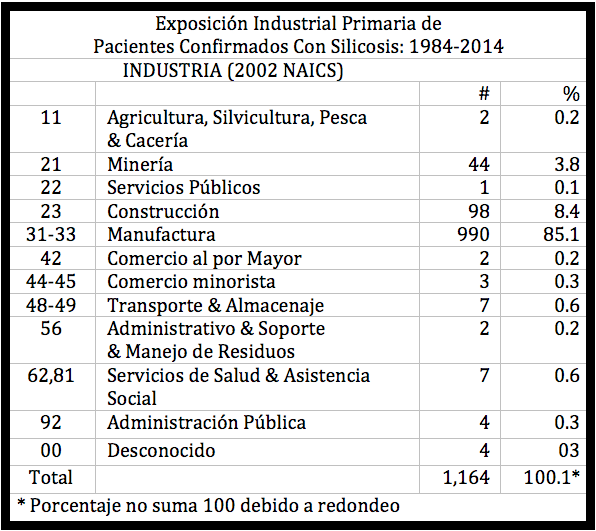 Exposición Industrial Primaria de
Pacientes Confirmados Con Silicosis: 1984-2014
INDUSTRIA (2002 NAICS)
# %
11 Agricultura, Silvicultura, Pesca 2 0.2
& Cacería
21 Minería 44 3.8
22 Servicios Públicos 1 0.1
23 Construcción 98 8.4
31-33 Manufactura 990 85.1
42 Comercio al por Mayor 2 0.2
44-45 Comercio minorista 3 0.3
48-49 Transporte & Almacenaje 7 0.6
56 Administrativo & Soporte 2 0.2
& Manejo de Residuos
62,81 Servicios de Salud & Asistencia 7 0.6
Social
92 Administración Pública 4 0.3
00 Desconocido 4 03
Total 1,164 100.1*
* Porcentaje no suma 100 debido a redondeo